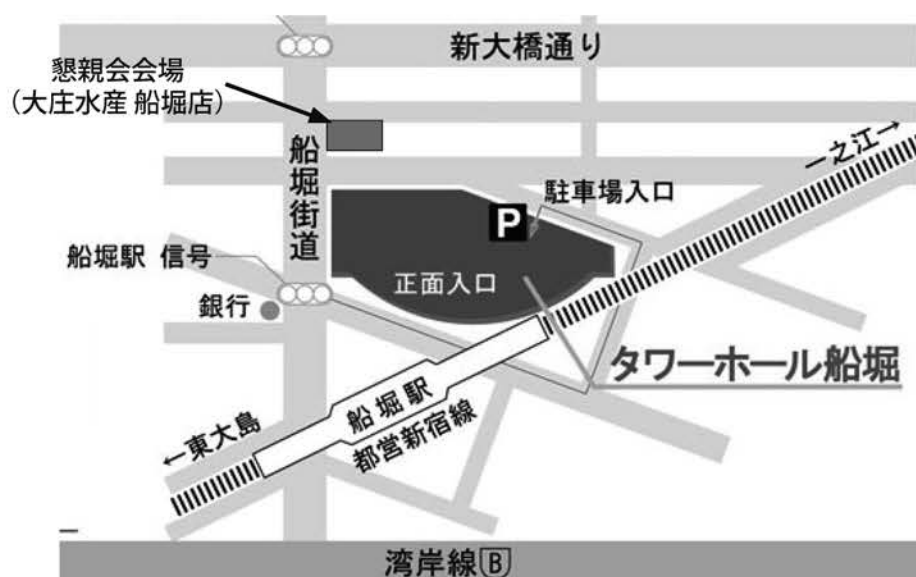 新大橋通り
懇親会会場
（大庄水産 船堀店）
船堀街道
一之江→
駐車場入口
P
船堀駅 信号
正面入口
銀行
タワーホール船堀
船堀駅
都営新宿線
←東大島
湾岸線B